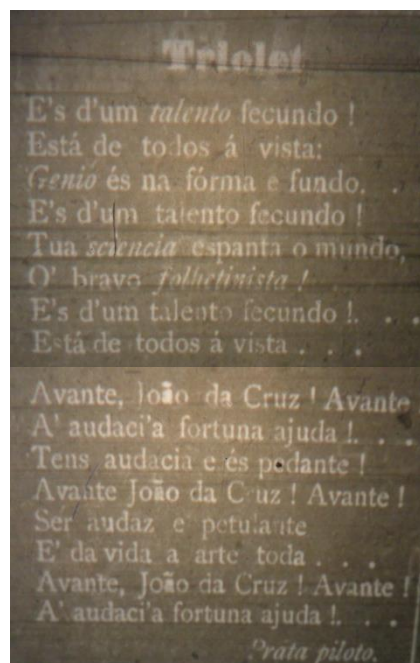 Triolet
E's d'um talento fecundo !
Está de todos á vista:
Genio és na fórma e fundo. .
E's d'um talento fecundo !
Tua sciencia espanta o mundo,
O' bravo folhetinista !
E's d'um talento fecundo !. . .
Está de todos á vista . . .
Avante, João da Cruz ! Avante
A' audaci'a fortuna ajuda !. . .
Tens audacia e és pedante !
Avante João da Cruz ! Avante !
Ser audaz e petulante
E' da vida a arte toda . . .
Avante, João da Cruz ! Avante !
A' audaci'a fortuna ajuda !. . .
Prata piloto.